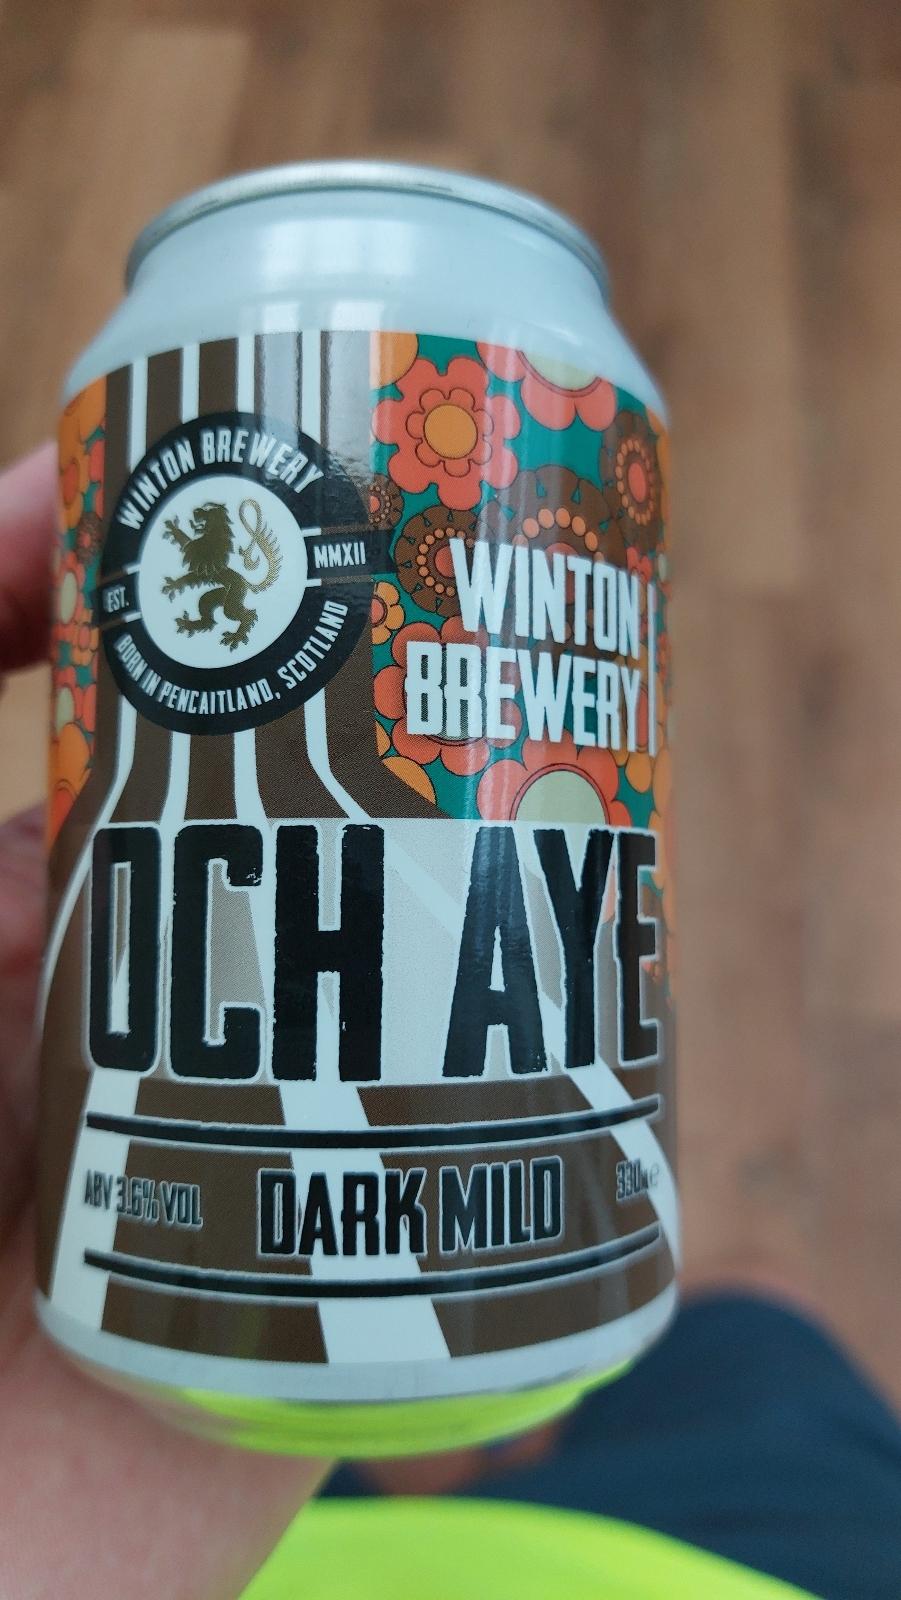 WINTON BREWERY
EST. MMXII
BORN IN PENCAITLAND, SCOTLAND
WINTON
BREWERY
OCH AYE
ABV 3.6% VOL DARK MILD 330ml e